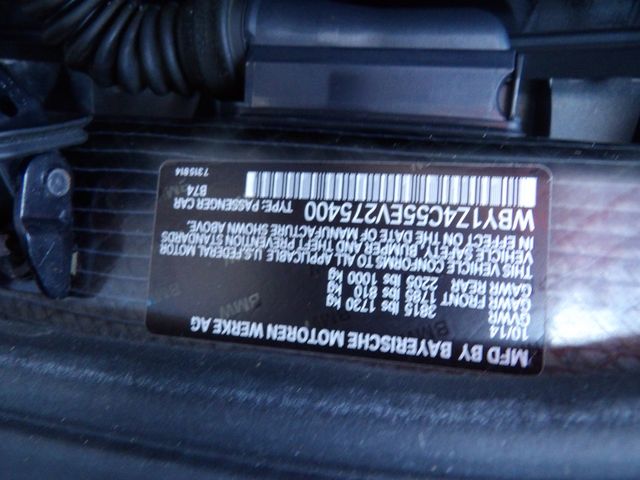 MFD BY BAYERISCHE MOTOREN WERKE AG
10/14
GVWR 3815 lbs 1730 kg
GAWR FRONT 1785 lbs 810 kg
GAWR REAR 2205 lbs 1000 kg
THIS VEHICLE CONFORMS TO ALL APPLICABLE U.S. FEDERAL MOTOR
VEHICLE SAFETY, BUMPER AND THEFT PREVENTION STANDARDS
IN EFFECT ON THE DATE OF MANUFACTURE SHOWN ABOVE.
WBY1Z4C55EV275400 TYPE: PASSENGER CAR
B74
7315814